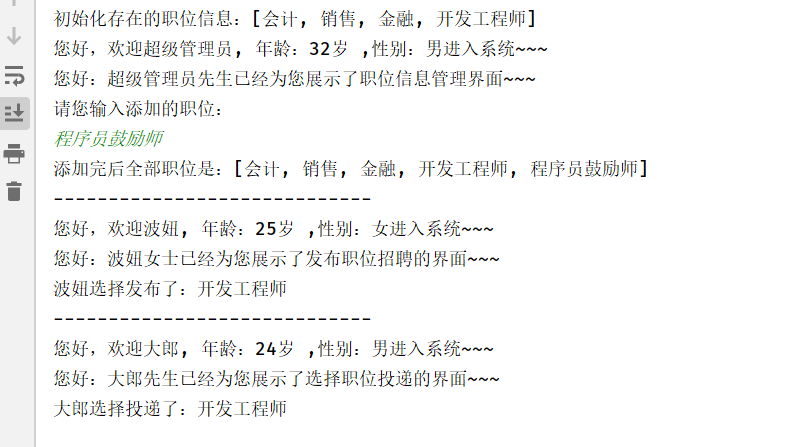 初始化存在的职位信息：[会计, 销售, 金融, 开发工程师]
您好，欢迎超级管理员, 年龄：32岁 ,性别：男进入系统~~~
您好：超级管理员先生已经为您展示了职位信息管理界面~~~
请您输入添加的职位：
程序员鼓励师
添加完后全部职位是：[会计, 销售, 金融, 开发工程师, 程序员鼓励师]
-----------------------------
您好，欢迎波妞, 年龄：25岁 ,性别：女进入系统~~~
您好：波妞女士已经为您展示了发布职位招聘的界面~~~
波妞选择发布了：开发工程师
-----------------------------
您好，欢迎大郎, 年龄：24岁 ,性别：男进入系统~~~
您好：大郎先生已经为您展示了选择职位投递的界面~~~
大郎选择投递了：开发工程师